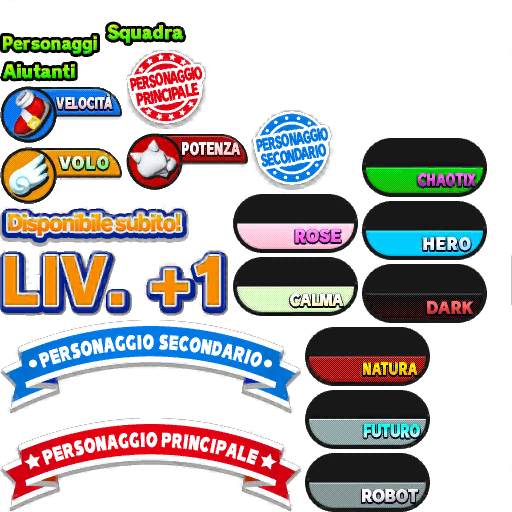 Personaggi
Squadra
Aiutanti
PERSONAGGIO
PRINCIPALE
VELOCITÀ
VOLO
POTENZA
PERSONAGGIO
SECONDARIO
CHAOTIX
Disponibile subito!
ROSE
HERO
LIV. +1
CALMA
DARK
•PERSONAGGIO SECONDARIO•
NATURA
FUTURO
★PERSONAGGIO PRINCIPALE★
ROBOT